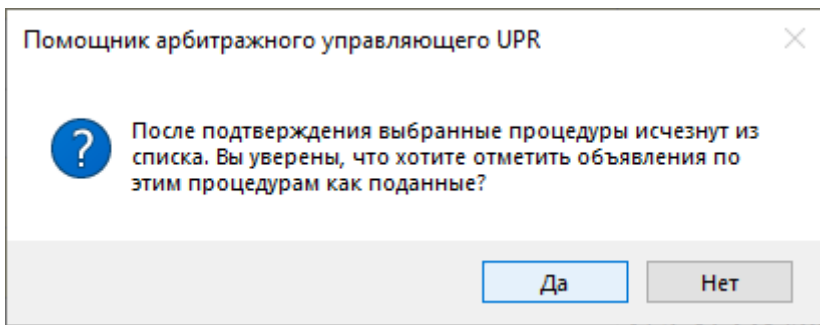 Помощник арбитражного управляющего UPR
?
После подтверждения выбранные процедуры исчезнут из
списка. Вы уверены, что хотите отметить объявления по
этим процедурам как поданные?
Да Нет